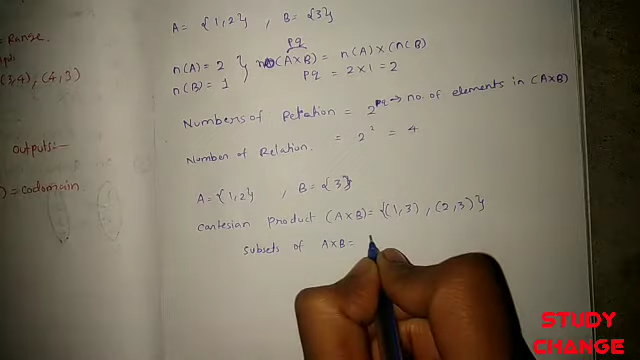 = Range.
(3,4), (4,3)
Outputs:-
) = codomain.
A = {1,2} , B = {3}
pq
n(A) = 2 } n(A×B) = n(A) × (n(B)
n(B) = 1 pq = 2×1 = 2
Numbers of Relation = 2^pq → no. of elements in (A×B)
Number of Relation. = 2² = 4
A = {1,2} , B = {3}
Cartesian Product (A×B) = {(1,3) , (2,3)}
Subsets of A×B =
STUDY
CHANGE